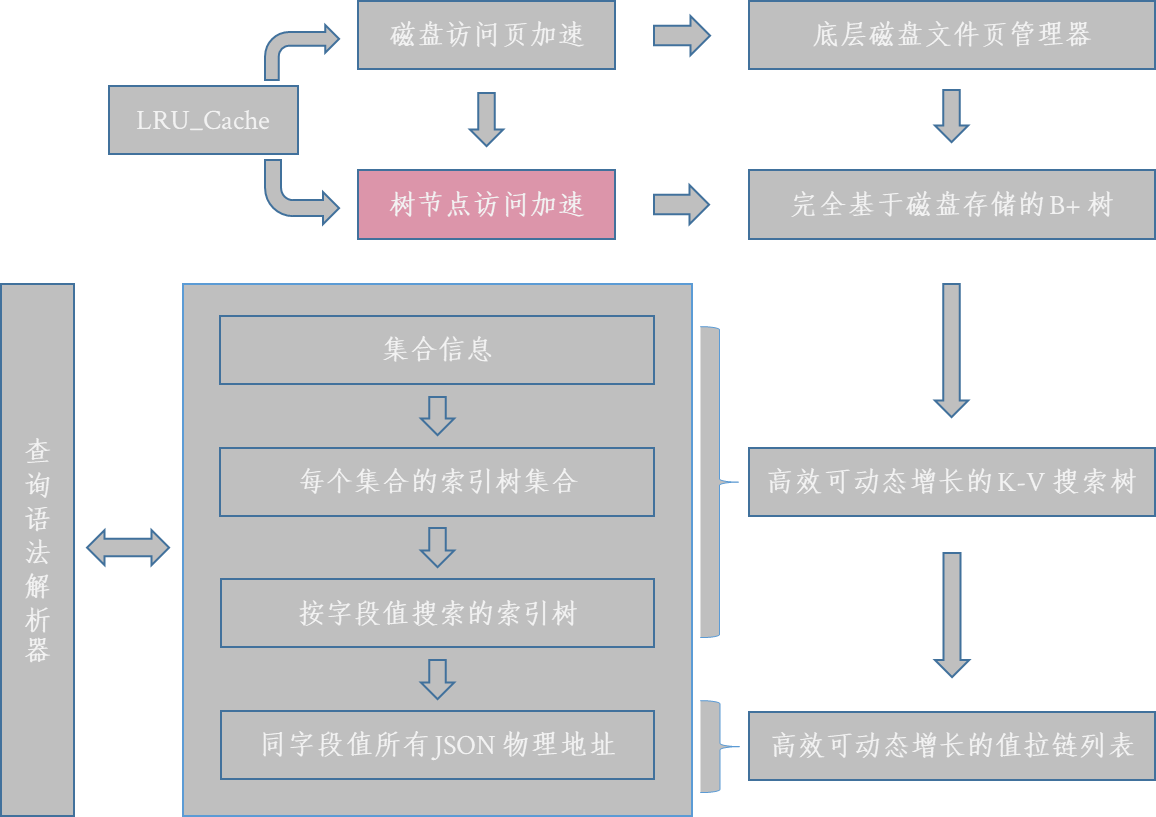 磁盘访问页加速
底层磁盘文件页管理器
LRU_Cache
树节点访问加速
完全基于磁盘存储的B+树
查询语法解析器
集合信息
每个集合的索引树集合
高效可动态增长的K-V搜索树
按字段值搜索的索引树
同字段值所有JSON物理地址
高效可动态增长的值拉链列表